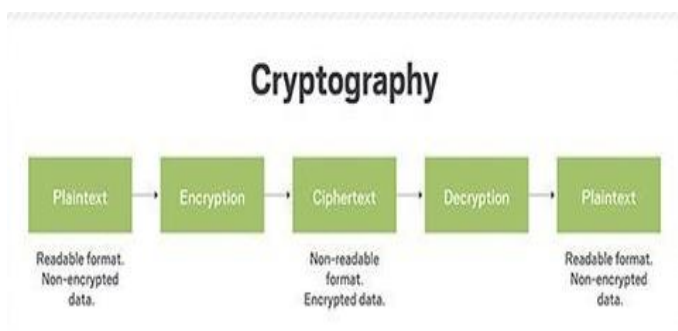 Cryptography
Plaintext
Encryption
Ciphertext
Decryption
Plaintext
Readable format.
Non-encrypted
data.
Non-readable
format.
Encrypted data.
Readable format.
Non-encrypted
data.